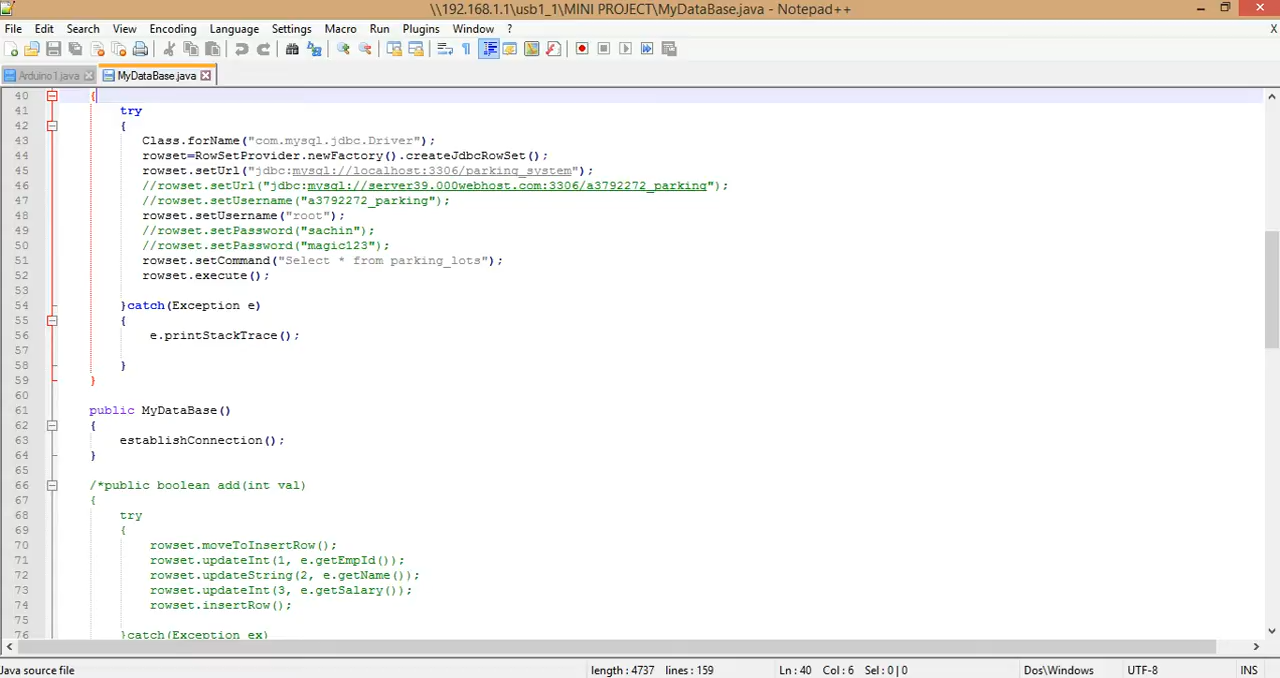 \\192.168.1.1\usb1_1\MINI PROJECT\MyDataBase.java - Notepad++
File Edit Search View Encoding Language Settings Macro Run Plugins Window ? X
Arduino1.java MyDataBase.java
40 {
41 try
42 {
43 Class.forName("com.mysql.jdbc.Driver");
44 rowset=RowSetProvider.newFactory().createJdbcRowSet();
45 rowset.setUrl("jdbc:mysql://localhost:3306/parking_system");
46 //rowset.setUrl("jdbc:mysql://server39.000webhost.com:3306/a3792272_parking");
47 //rowset.setUsername("a3792272_parking");
48 rowset.setUsername("root");
49 //rowset.setPassword("sachin");
50 //rowset.setPassword("magic123");
51 rowset.setCommand("Select * from parking_lots");
52 rowset.execute();
53
54 }catch(Exception e)
55 {
56 e.printStackTrace();
57
58 }
59 }
60
61 public MyDataBase()
62 {
63 establishConnection();
64 }
65
66 /*public boolean add(int val)
67 {
68 try
69 {
70 rowset.moveToInsertRow();
71 rowset.updateInt(1, e.getEmpId());
72 rowset.updateString(2, e.getName());
73 rowset.updateInt(3, e.getSalary());
74 rowset.insertRow();
75
76 }catch(Exception ex)
Java source file length : 4737 lines : 159 Ln : 40 Col : 6 Sel : 0 | 0 Dos\Windows UTF-8 INS